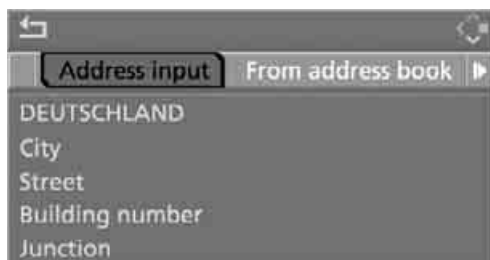 Address input From address book
DEUTSCHLAND
City
Street
Building number
Junction